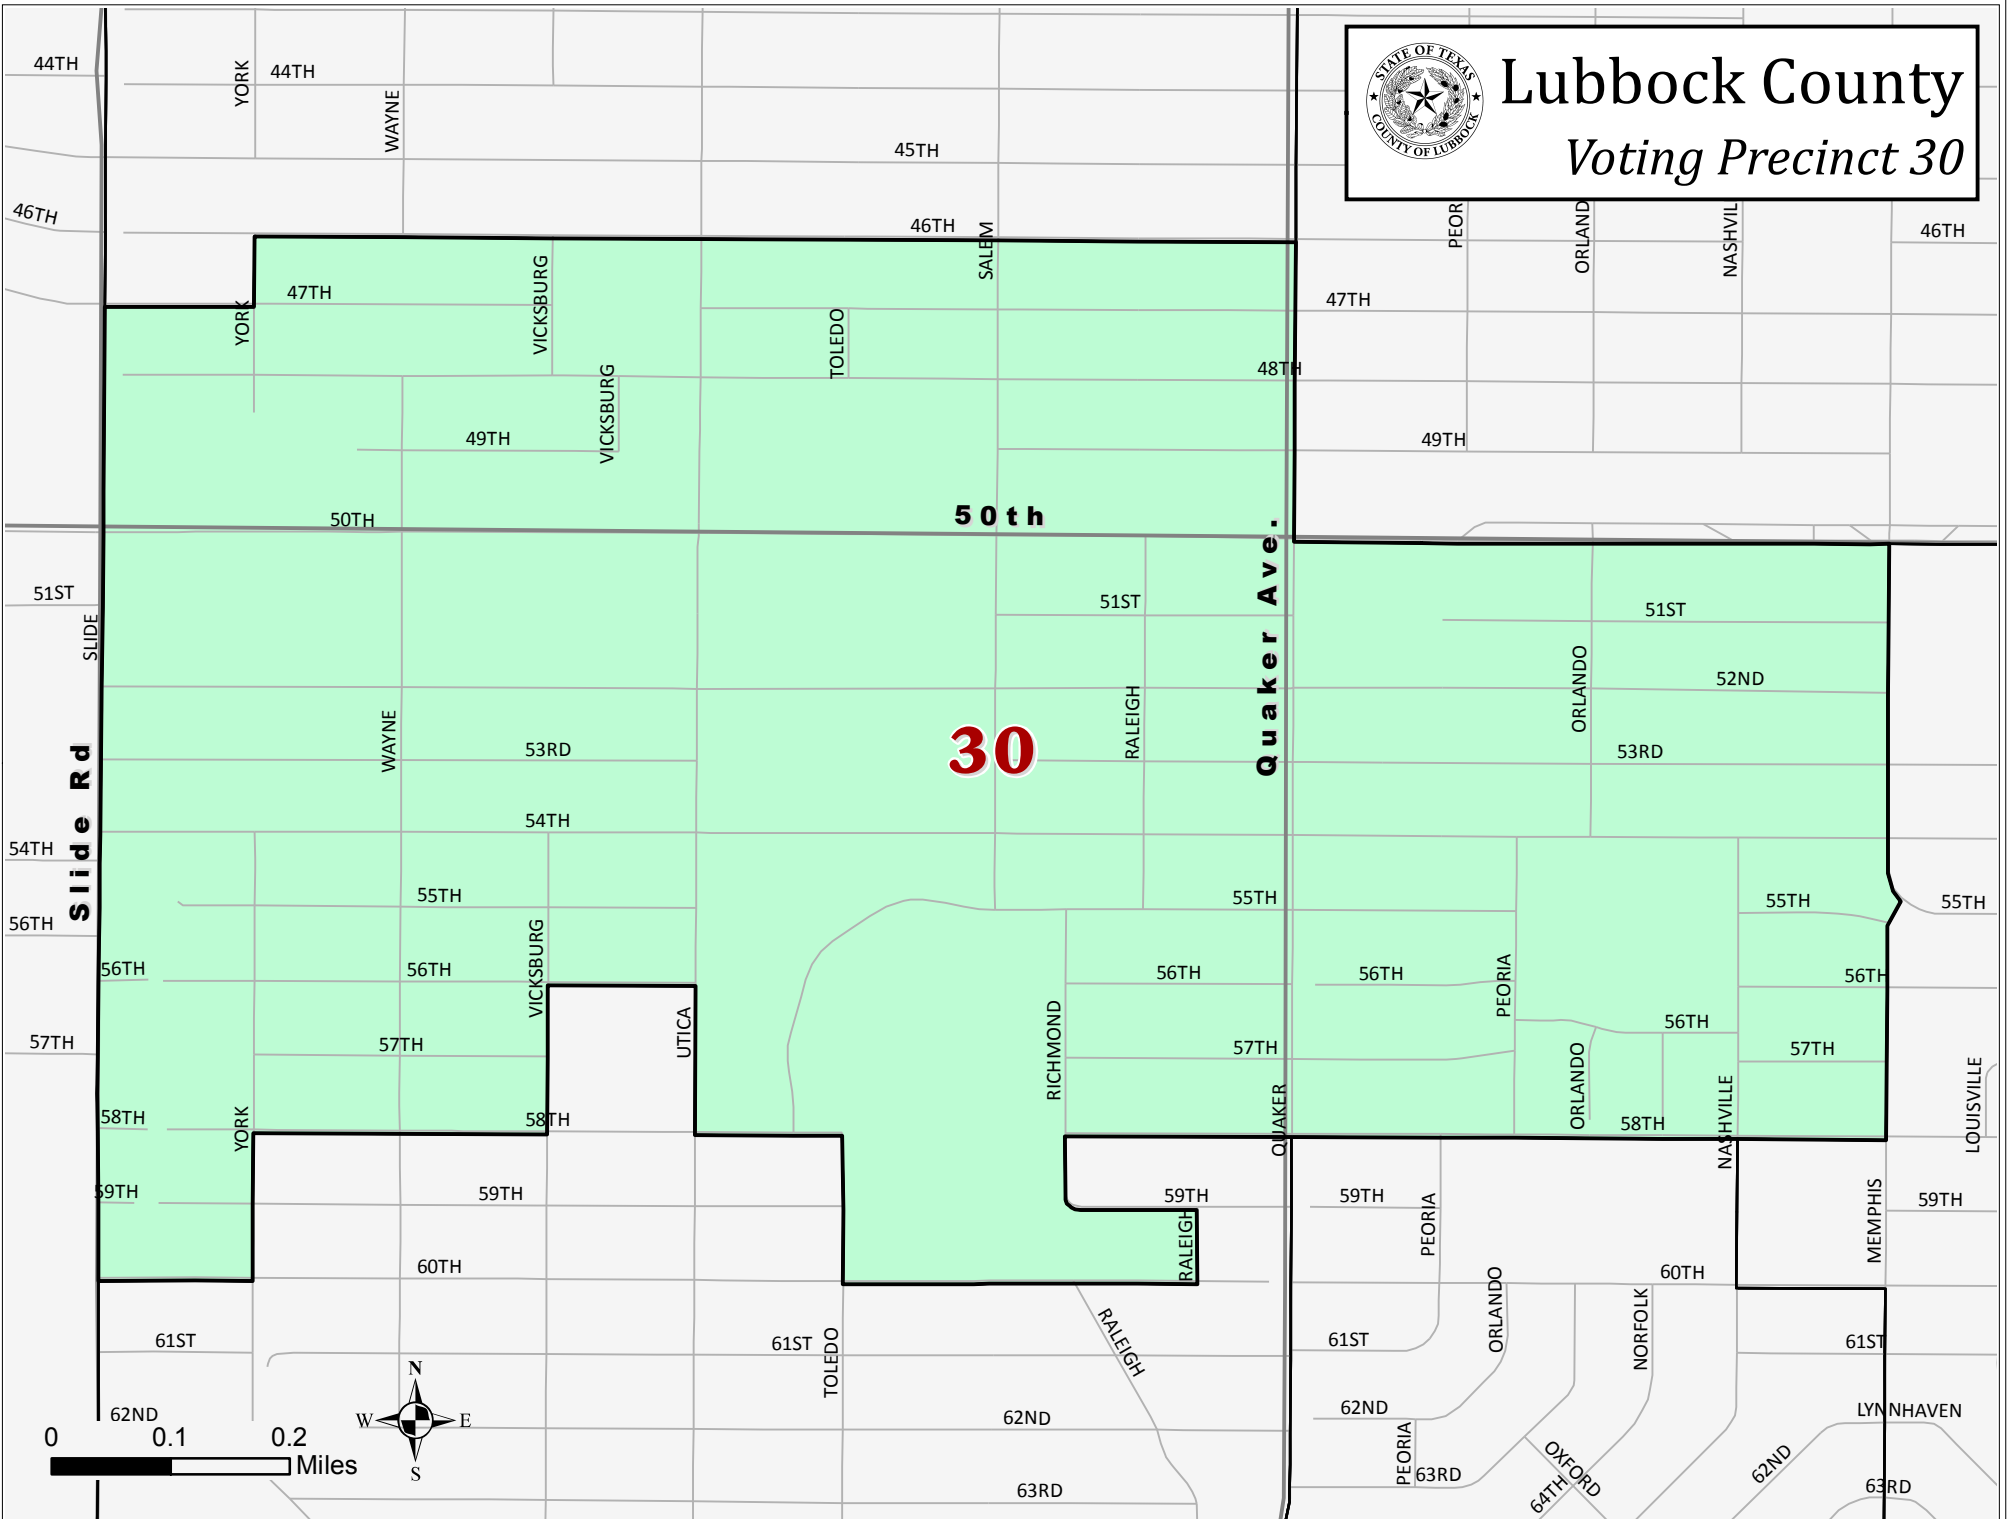 STATE OF TEXAS
COUNTY OF LUBBOCK
Lubbock County
Voting Precinct 30
44TH
YORK
44TH
WAYNE
45TH
46TH
46TH
SALEM
PEOR
ORLAND
NASHVIL
46TH
47TH
YORK
VICKSBURG
TOLEDO
47TH
48TH
VICKSBURG
49TH
49TH
50TH
50th
Quaker Ave.
51ST
SLIDE
51ST
51ST
ORLANDO
52ND
WAYNE
53RD
30
RALEIGH
53RD
Slide Rd
54TH
54TH
55TH
55TH
55TH
55TH
56TH
56TH
56TH
VICKSBURG
56TH
56TH
PEORIA
56TH
56TH
57TH
57TH
UTICA
RICHMOND
57TH
ORLANDO
57TH
LOUISVILLE
58TH
YORK
58TH
QUAKER
58TH
NASHVILLE
59TH
59TH
59TH
RALEIGH
59TH
PEORIA
MEMPHIS
59TH
60TH
60TH
ORLANDO
NORFOLK
61ST
61ST
TOLEDO
RALEIGH
61ST
61ST
62ND
62ND
62ND
PEORIA
LYNNHAVEN
62ND
63RD
63RD
OXFORD
64TH
63RD
N
W
E
S
0
0.1
0.2
Miles